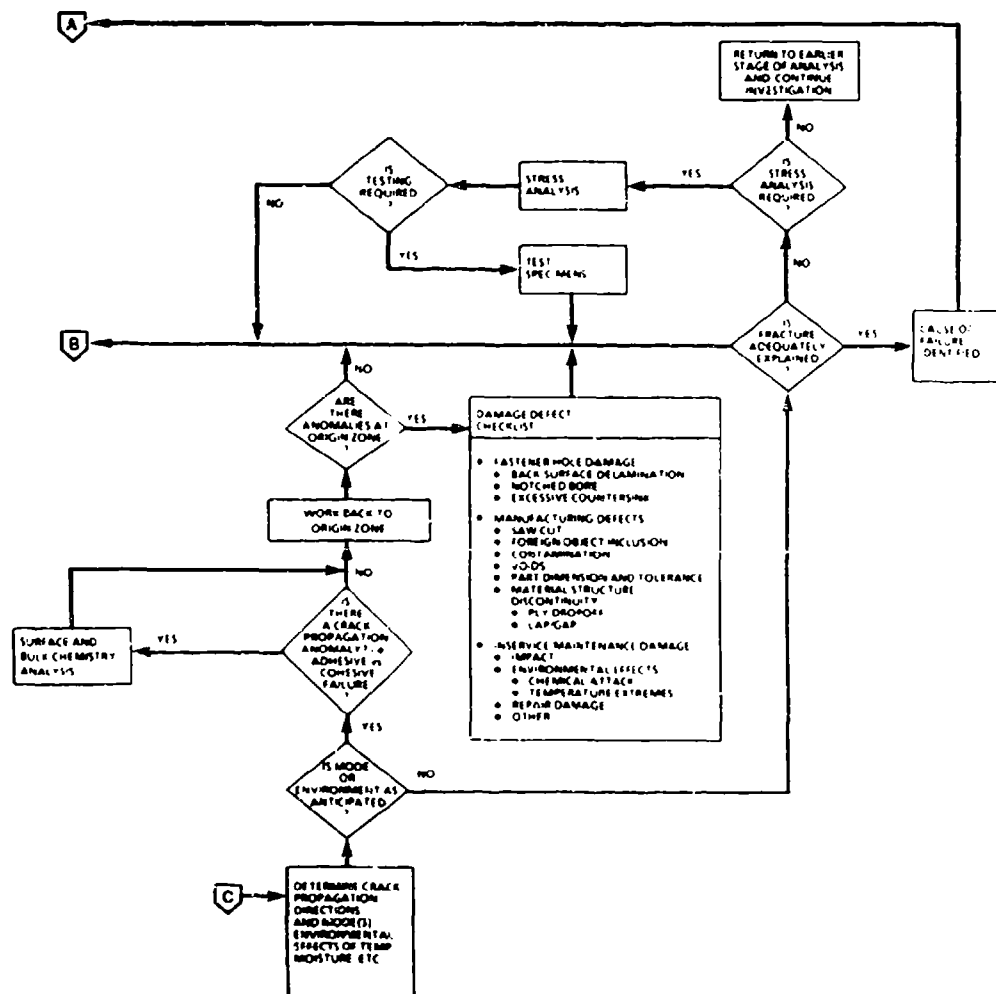 A
RETURN TO EARLIER
STAGE OF ANALYSIS
AND CONTINUE
INVESTIGATION
NO
IS
TESTING
REQUIRED
?
NO
YES
STRESS
ANALYSIS
YES
IS
STRESS
ANALYSIS
REQUIRED
?
TEST
SPECIMENS
NO
B
IS
FRACTURE
ADEQUATELY
EXPLAINED
?
YES
CAUSE OF
FAILURE
IDENTIFIED
NO
ARE
THERE
ANOMALIES AT
ORIGIN ZONE
?
YES
DAMAGE DEFECT
CHECKLIST
• FASTENER HOLE DAMAGE
• BACK SURFACE DELAMINATION
• NOTCHED BORE
• EXCESSIVE COUNTERSINK
• MANUFACTURING DEFECTS
• SAW CUT
• FOREIGN OBJECT INCLUSION
• CONTAMINATION
• VOIDS
• PART DIMENSION AND TOLERANCE
• MATERIAL STRUCTURE
DISCONTINUITY
• PLY DROPOFF
• LAP/GAP
• INSERVICE MAINTENANCE DAMAGE
• IMPACT
• ENVIRONMENTAL EFFECTS
• CHEMICAL ATTACK
• TEMPERATURE EXTREMES
• REPAIR DAMAGE
• OTHER
WORK BACK TO
ORIGIN ZONE
NO
IS
THERE
A CRACK
PROPAGATION
ANOMALY
ADHESIVE vs
COHESIVE
FAILURE
?
YES
SURFACE AND
BULK CHEMISTRY
ANALYSIS
YES
IS MODE
OR
ENVIRONMENT AS
ANTICIPATED
?
NO
C
DETERMINE CRACK
PROPAGATION
DIRECTIONS
AND MODE(S)
ENVIRONMENTAL
EFFECTS OF TEMP
MOISTURE ETC